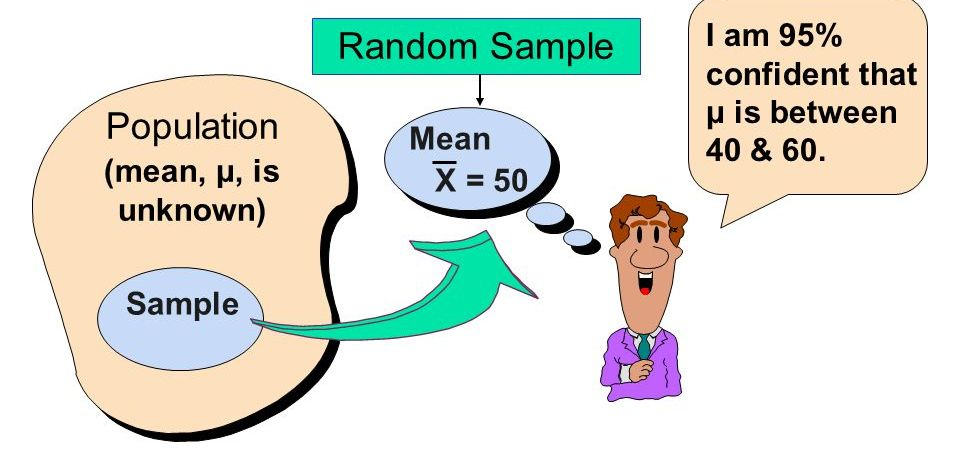 Random Sample
Population
(mean, μ, is
unknown)
Sample
Mean
X̅ = 50
I am 95%
confident that
μ is between
40 & 60.